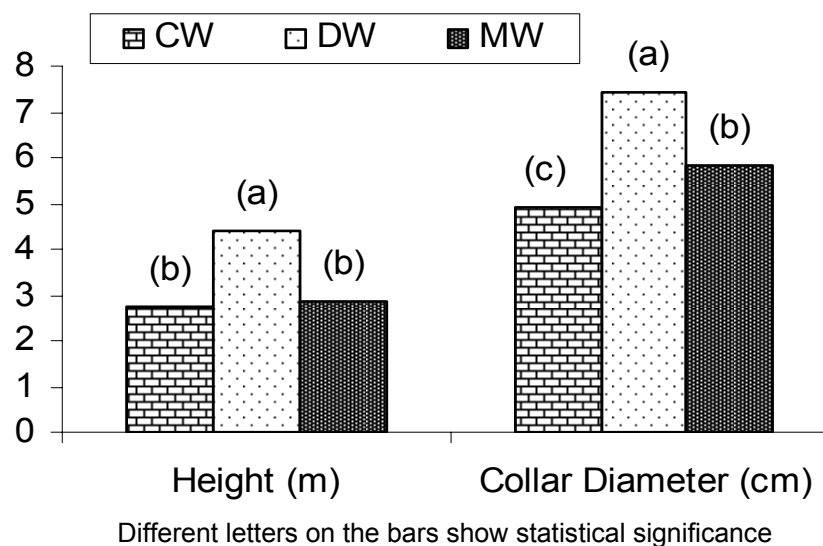 CW DW MW
8
7
6
5
4
3
2
1
0
(b) (a) (b) (c) (a) (b)
Height (m) Collar Diameter (cm)
Different letters on the bars show statistical significance